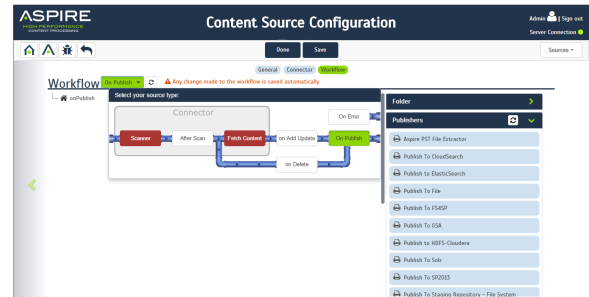 ASPIRE
HIGH PERFORMANCE
CONTENT PROCESSING
Content Source Configuration
Admin | Sign out
Server Connection
Done
Save
Sources
General
Connector
Workflow
Workflow
On Publish
Any change made to the workflow is saved automatically
onPublish
Select your source type:
Connector
Scanner
After Scan
Fetch Content
on Add Update
On Publish
On Error
on Delete
Folder
Publishers
Aspire PST File Extractor
Publish To CloudSearch
Publish to ElasticSearch
Publish To File
Publish To FS4SP
Publish To GSA
Publish to HDFS-Cloudera
Publish To Solr
Publish To SP2013
Publish To Staging Repository - File System